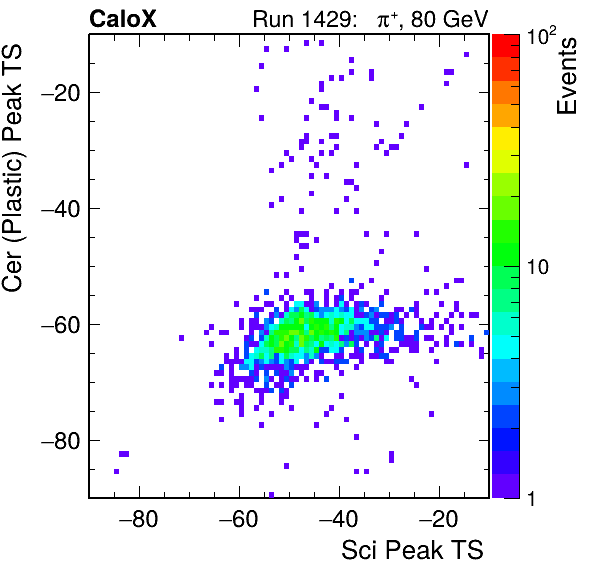 CaloX Run 1429: π⁺, 80 GeV
Cer (Plastic) Peak TS
−20
−40
−60
−80
−80 −60 −40 −20
Sci Peak TS
10²
10
1
Events